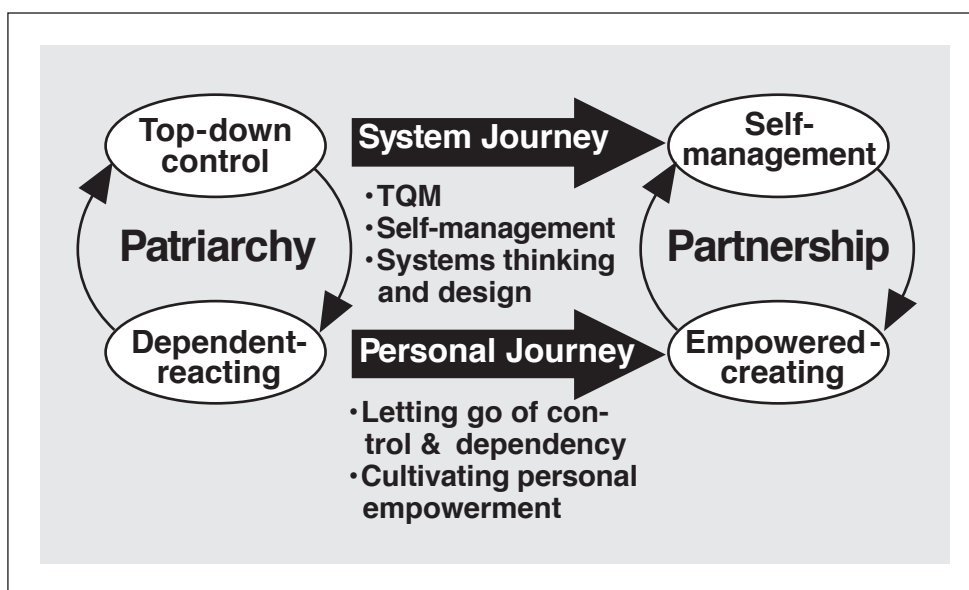 Top-down
control
Patriarchy
Dependent-
reacting
System Journey
·TQM
·Self-management
·Systems thinking
and design
Personal Journey
·Letting go of con-
trol & dependency
·Cultivating personal
empowerment
Self-
management
Partnership
Empowered-
creating